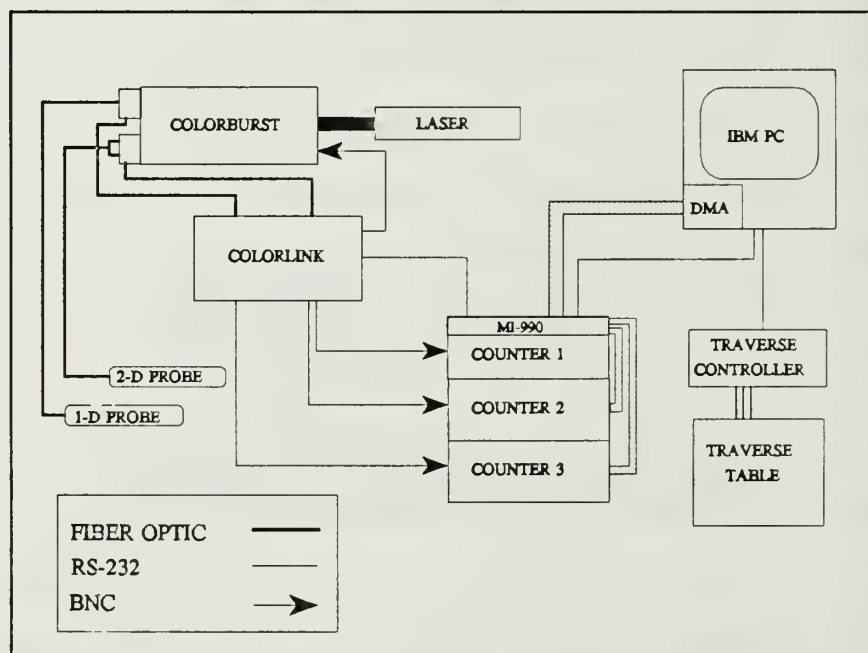 COLORBURST
LASER
IBM PC
DMA
COLORLINK
MI-990
COUNTER 1
COUNTER 2
COUNTER 3
TRAVERSE
CONTROLLER
TRAVERSE
TABLE
2-D PROBE
1-D PROBE
FIBER OPTIC
RS-232
BNC